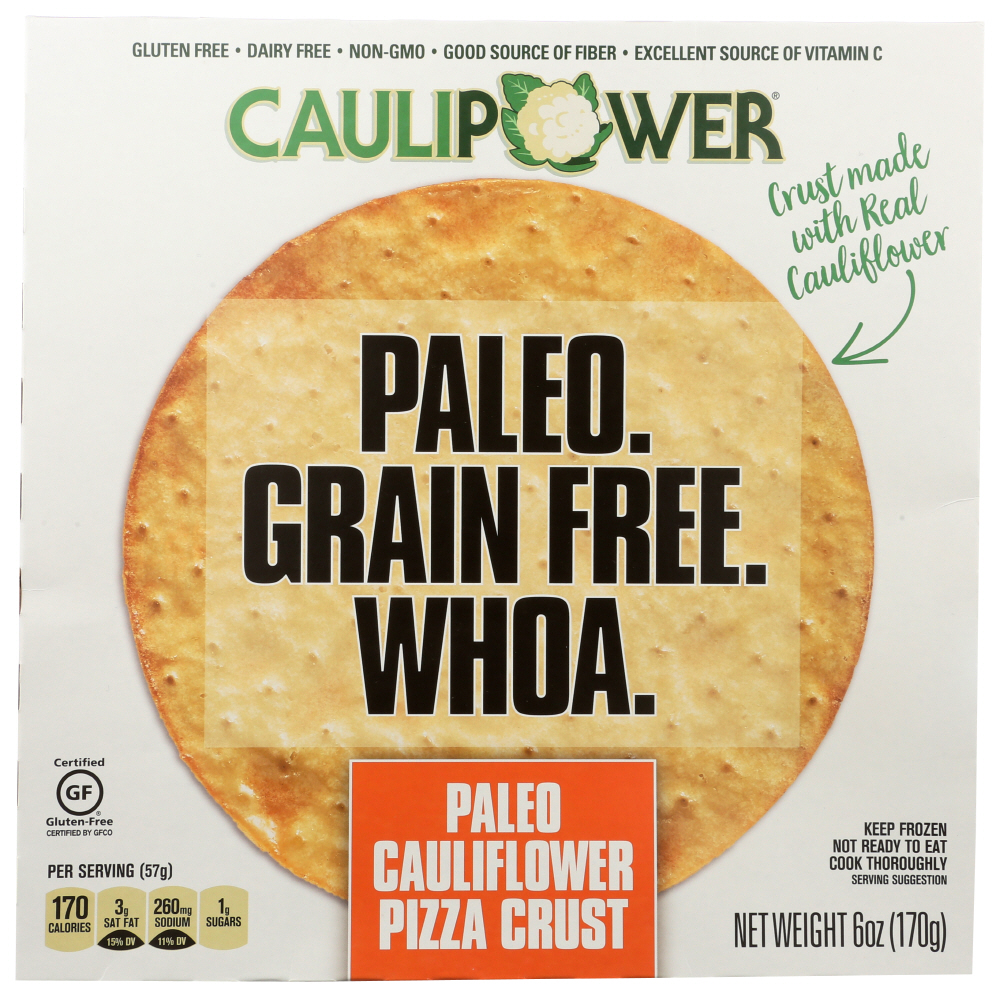 GLUTEN FREE • DAIRY FREE • NON-GMO • GOOD SOURCE OF FIBER • EXCELLENT SOURCE OF VITAMIN C
CAULIPOWER®
Crust made
with Real
Cauliflower
PALEO.
GRAIN FREE.
WHOA.
Certified
GF
®
Gluten-Free
CERTIFIED BY GFCO
PER SERVING (57g)
170 CALORIES
3g SAT FAT 15% DV
260mg SODIUM 11% DV
1g SUGARS
PALEO
CAULIFLOWER
PIZZA CRUST
KEEP FROZEN
NOT READY TO EAT
COOK THOROUGHLY
SERVING SUGGESTION
NET WEIGHT 6oz (170g)